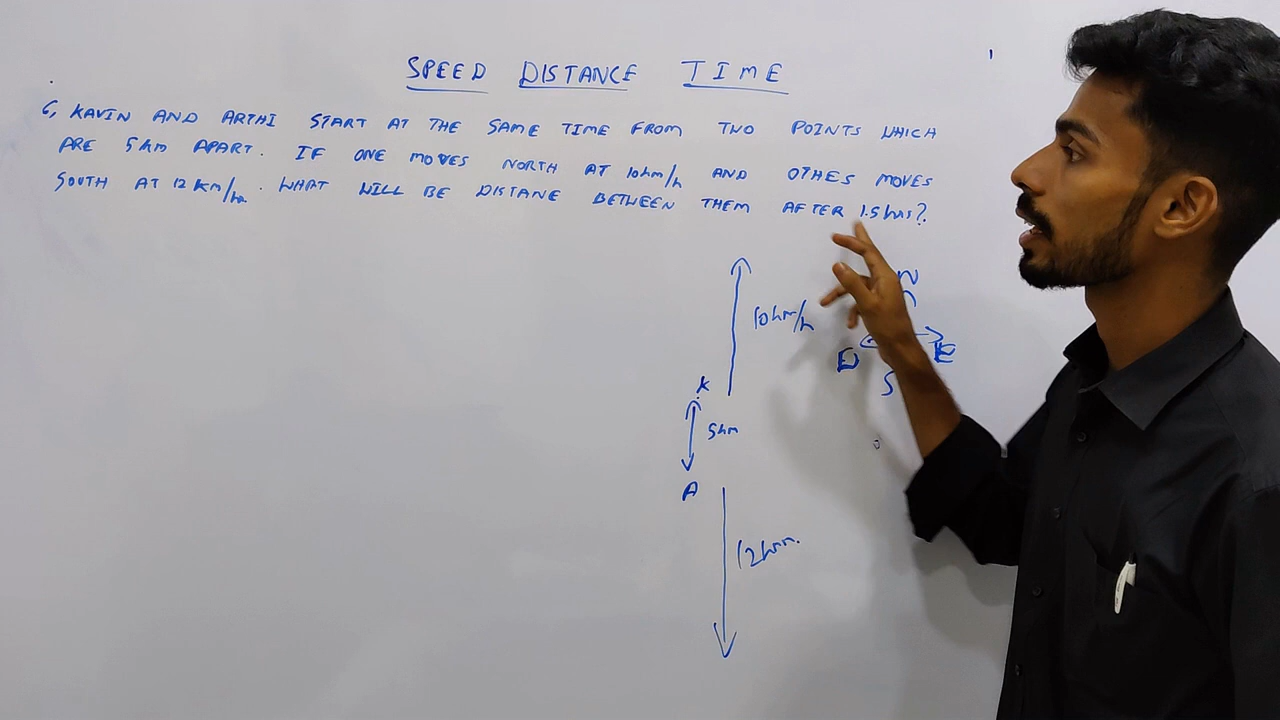 SPEED DISTANCE TIME
6, KAVIN AND ARTHI START AT THE SAME TIME FROM TWO POINTS WHICH
ARE 5KM APART. IF ONE MOVES NORTH AT 10km/h AND OTHES MOVES
SOUTH AT 12 KM/hr. WHAT WILL BE DISTANE BETWEEN THEM AFTER 1.5 hrs?
N
10km/h
E
S
K
5km
A
12km.